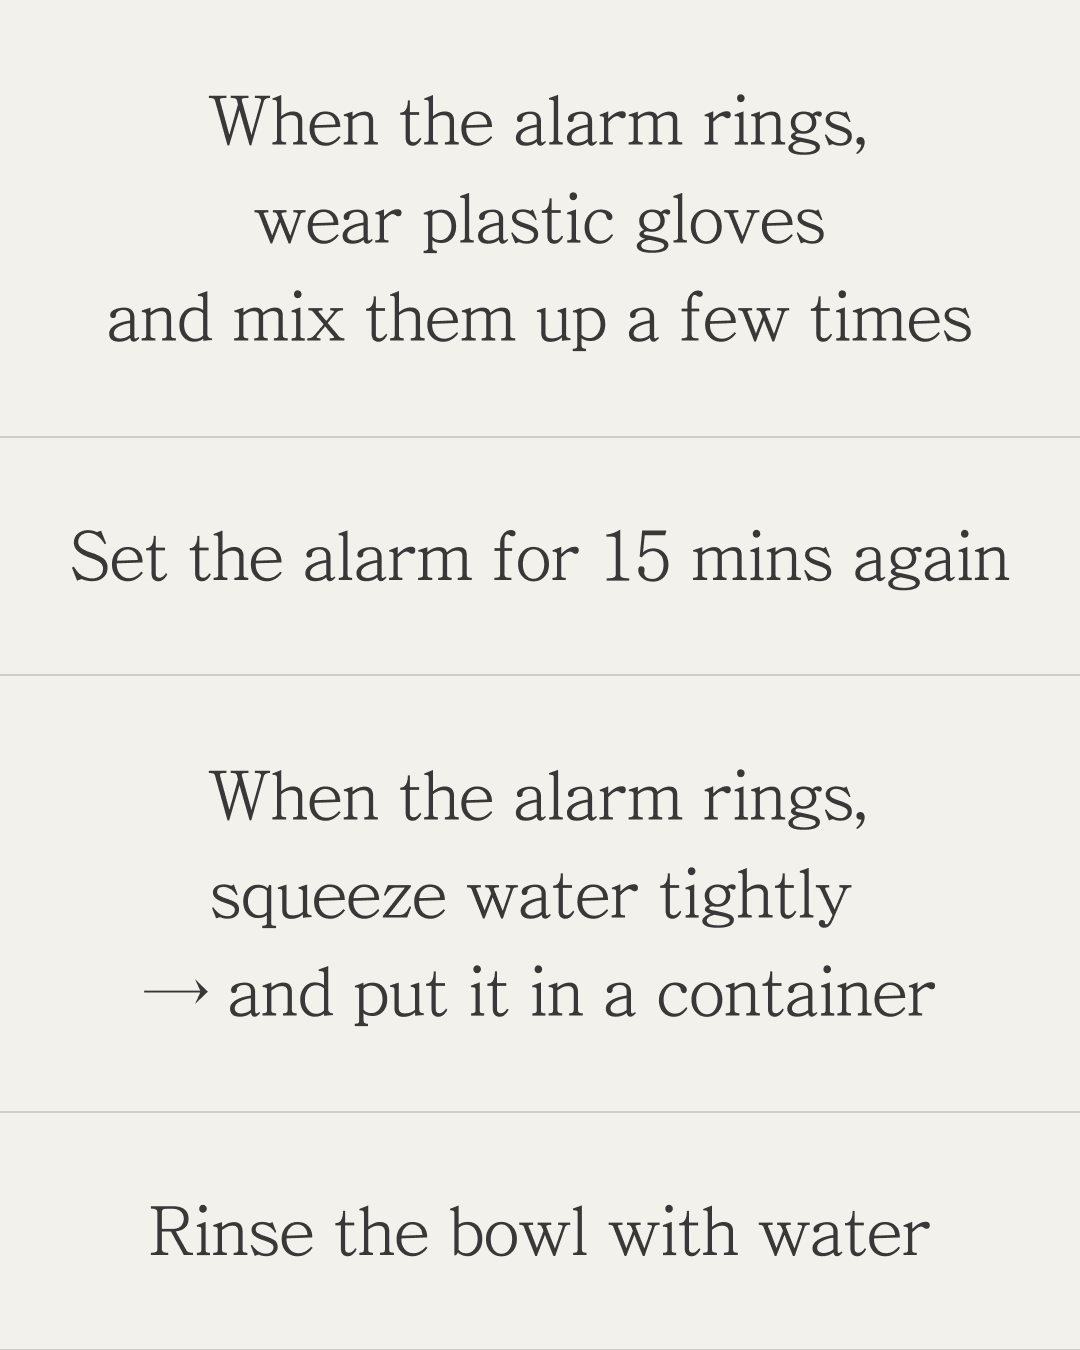 When the alarm rings,
wear plastic gloves
and mix them up a few times
Set the alarm for 15 mins again
When the alarm rings,
squeeze water tightly
→ and put it in a container
Rinse the bowl with water